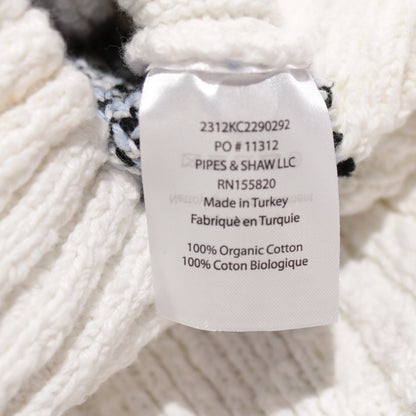 2312KC2290292
PO # 11312
PIPES & SHAW LLC
RN155820
Made in Turkey
Fabriquè en Turquie
100% Organic Cotton
100% Coton Biologique